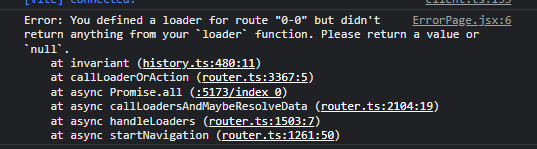 [vite] connected.
client.ts:155
Error: You defined a loader for route "0-0" but didn't
ErrorPage.jsx:6
return anything from your `loader` function. Please return a value or
`null`.
at invariant (history.ts:480:11)
at callLoaderOrAction (router.ts:3367:5)
at async Promise.all (:5173/index 0)
at async callLoadersAndMaybeResolveData (router.ts:2104:19)
at async handleLoaders (router.ts:1503:7)
at async startNavigation (router.ts:1261:50)